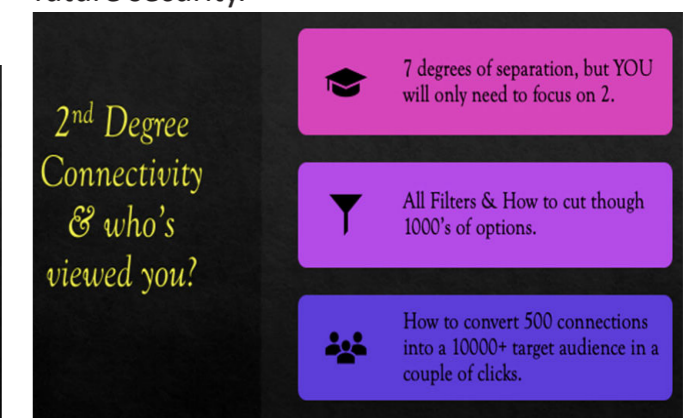 future security.
2nd Degree
Connectivity
& who's
viewed you?
7 degrees of separation, but YOU
will only need to focus on 2.
All Filters & How to cut though
1000's of options.
How to convert 500 connections
into a 10000+ target audience in a
couple of clicks.